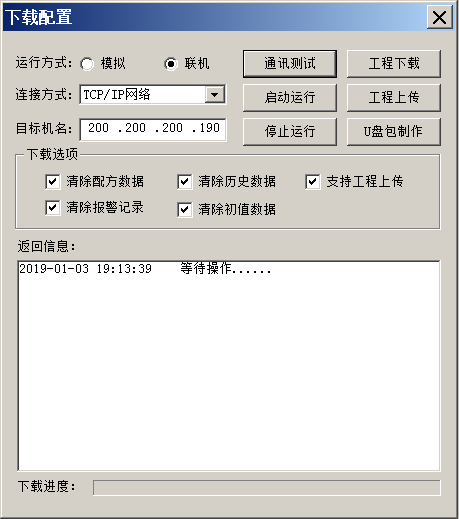 下载配置
运行方式: 模拟 联机 通讯测试 工程下载
连接方式: TCP/IP网络 启动运行 工程上传
目标机名: 200 .200 .200 .190 停止运行 U盘包制作
下载选项
清除配方数据 清除历史数据 支持工程上传
清除报警记录 清除初值数据
返回信息:
2019-01-03 19:13:39 等待操作......
下载进度: